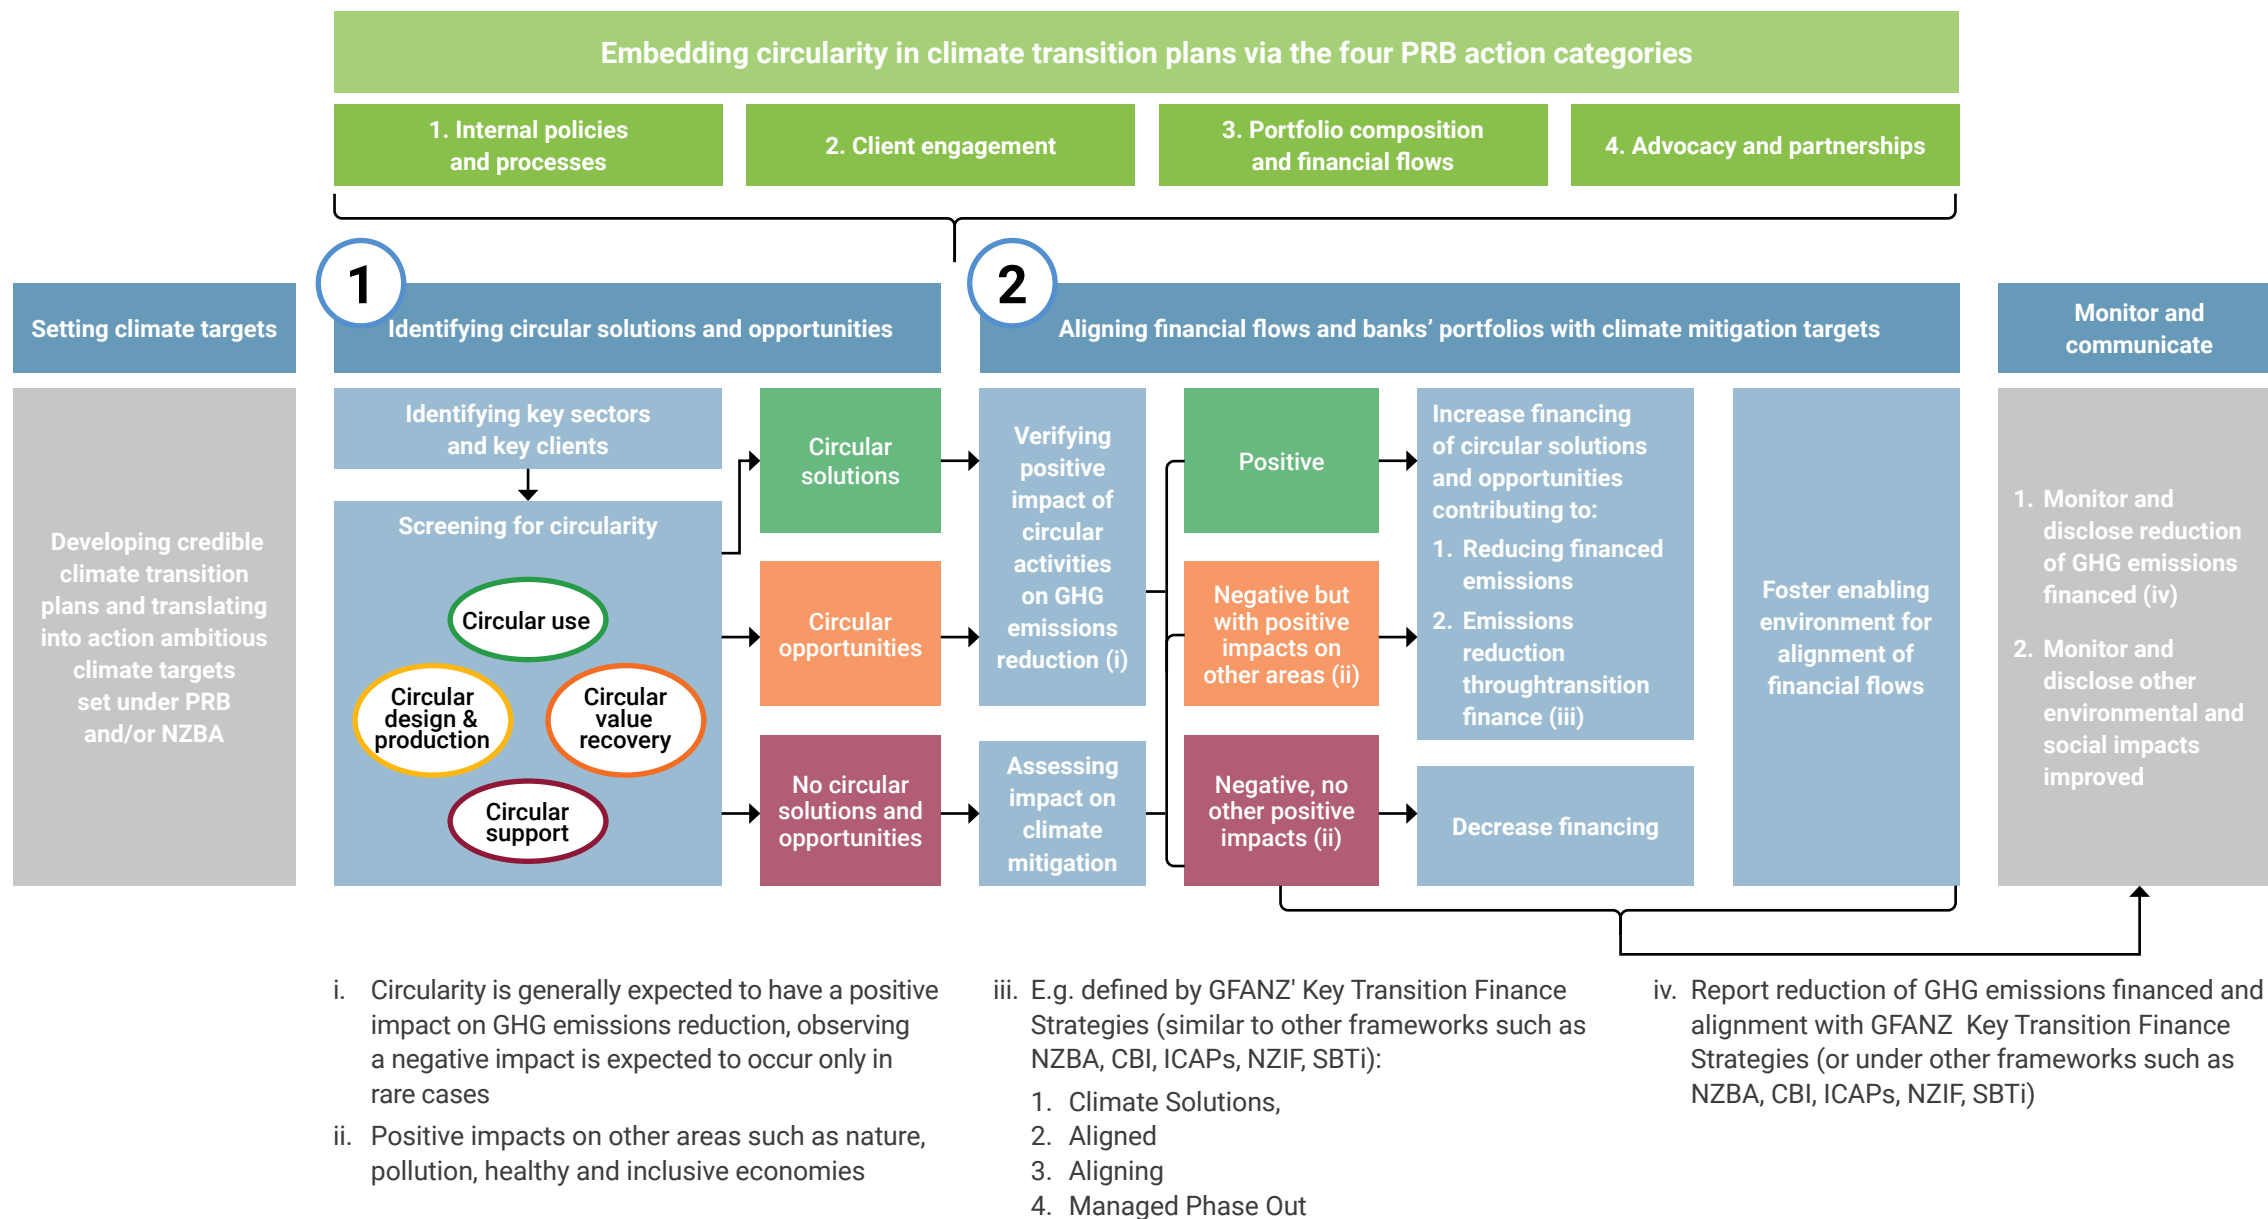 Embedding circularity in climate transition plans via the four PRB action categories
1. Internal policies
and processes
2. Client engagement
3. Portfolio composition
and financial flows
4. Advocacy and partnerships
1
2
Setting climate targets
Identifying circular solutions and opportunities
Aligning financial flows and banks’ portfolios with climate mitigation targets
Monitor and
communicate
Developing credible
climate transition
plans and translating
into action ambitious
climate targets
set under PRB
and/or NZBA
Identifying key sectors
and key clients
Screening for circularity
Circular use
Circular
design &
production
Circular
value
recovery
Circular
support
Circular
solutions
Circular
opportunities
No circular
solutions and
opportunities
Verifying
positive
impact of
circular
activities
on GHG
emissions
reduction (i)
Assessing
impact on
climate
mitigation
Positive
Negative but
with positive
impacts on
other areas (ii)
Negative, no
other positive
impacts (ii)
Increase financing
of circular solutions
and opportunities
contributing to:
1. Reducing financed
emissions
2. Emissions
reduction
throughtransition
finance (iii)
Decrease financing
Foster enabling
environment for
alignment of
financial flows
1. Monitor and
disclose reduction
of GHG emissions
financed (iv)
2. Monitor and
disclose other
environmental and
social impacts
improved
i. Circularity is generally expected to have a positive
impact on GHG emissions reduction, observing
a negative impact is expected to occur only in
rare cases
ii. Positive impacts on other areas such as nature,
pollution, healthy and inclusive economies
iii. E.g. defined by GFANZ' Key Transition Finance
Strategies (similar to other frameworks such as
NZBA, CBI, ICAPs, NZIF, SBTi):
1. Climate Solutions,
2. Aligned
3. Aligning
4. Managed Phase Out
iv. Report reduction of GHG emissions financed and
alignment with GFANZ Key Transition Finance
Strategies (or under other frameworks such as
NZBA, CBI, ICAPs, NZIF, SBTi)